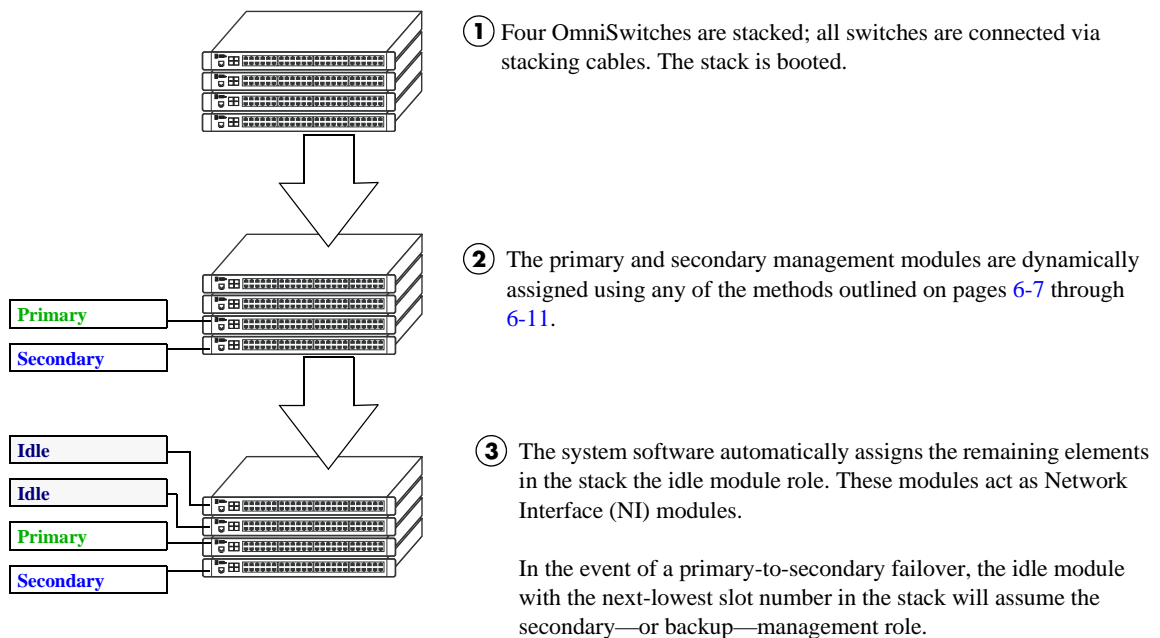 1 Four OmniSwitches are stacked; all switches are connected via
stacking cables. The stack is booted.
2 The primary and secondary management modules are dynamically
assigned using any of the methods outlined on pages 6-7 through
6-11.
Primary
Secondary
Idle
Idle
Primary
Secondary
3 The system software automatically assigns the remaining elements
in the stack the idle module role. These modules act as Network
Interface (NI) modules.
In the event of a primary-to-secondary failover, the idle module
with the next-lowest slot number in the stack will assume the
secondary—or backup—management role.